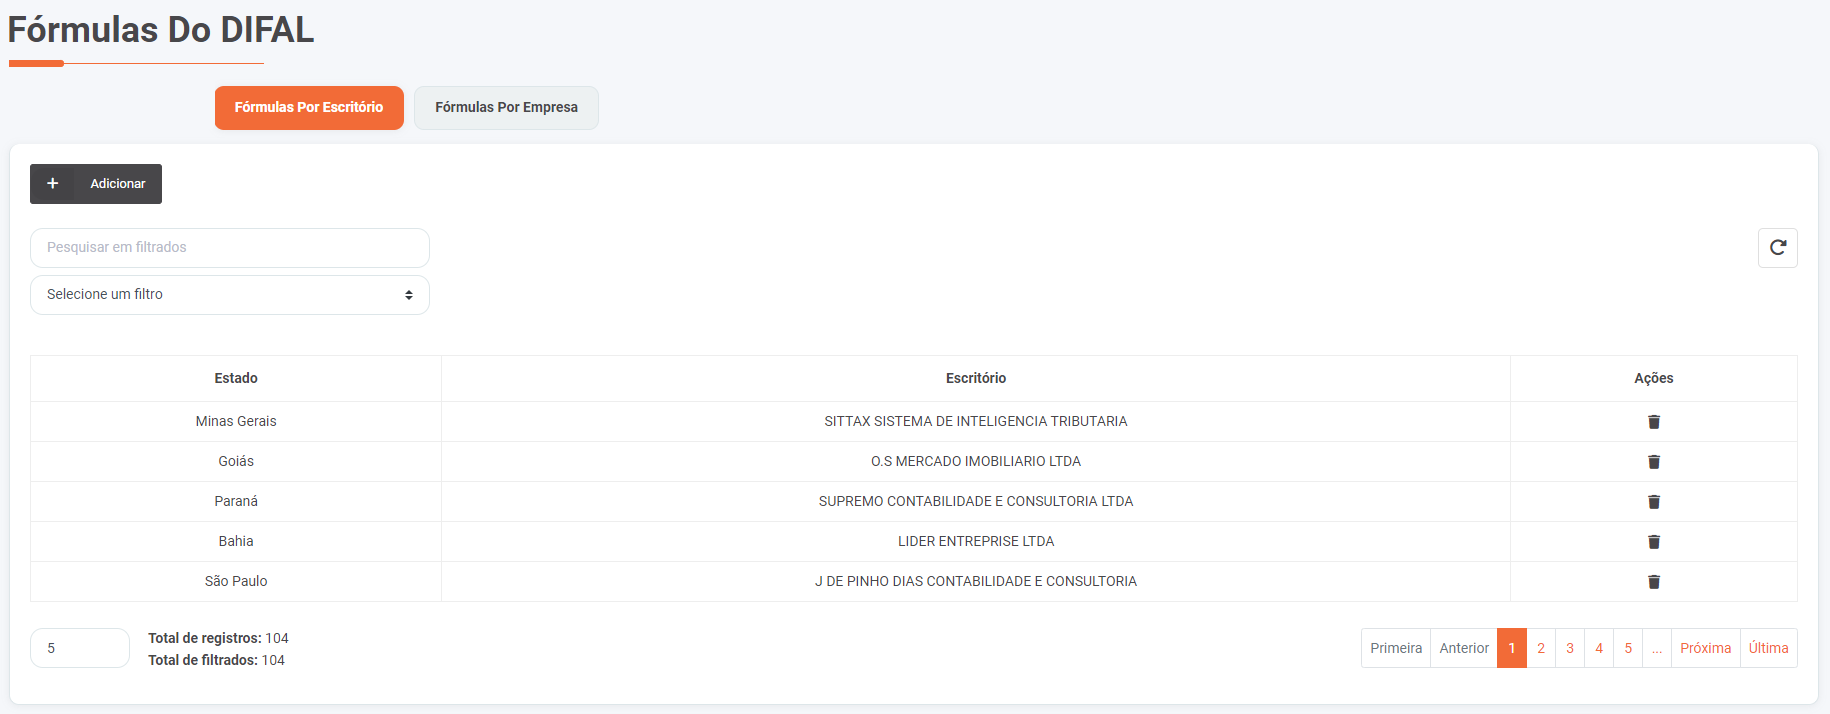 Fórmulas Do DIFAL
Fórmulas Por Escritório
Fórmulas Por Empresa
+ Adicionar
Pesquisar em filtrados
Selecione um filtro
Estado Escritório Ações
Minas Gerais SITTAX SISTEMA DE INTELIGENCIA TRIBUTARIA
Goiás O.S MERCADO IMOBILIARIO LTDA
Paraná SUPREMO CONTABILIDADE E CONSULTORIA LTDA
Bahia LIDER ENTREPRISE LTDA
São Paulo J DE PINHO DIAS CONTABILIDADE E CONSULTORIA
5
Total de registros: 104
Total de filtrados: 104
Primeira Anterior 1 2 3 4 5 ... Próxima Última